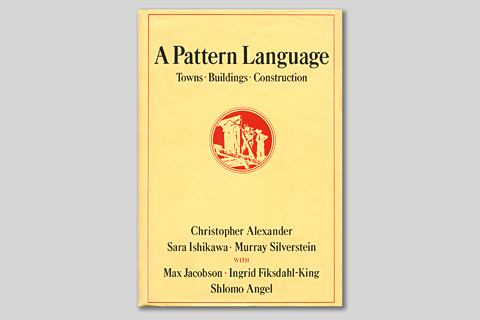 A Pattern Language
Towns · Buildings · Construction
Christopher Alexander
Sara Ishikawa · Murray Silverstein
WITH
Max Jacobson · Ingrid Fiksdahl-King
Shlomo Angel